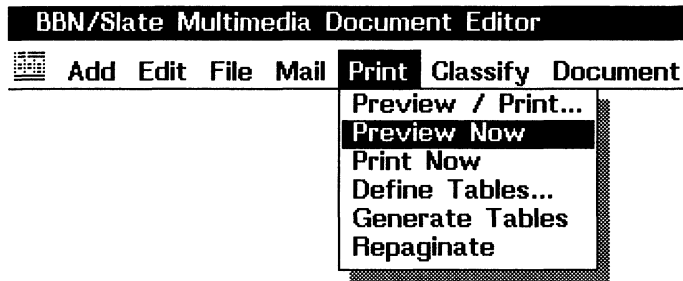 BBN/Slate Multimedia Document Editor
Add Edit File Mail Print Classify Document
Preview / Print...
Preview Now
Print Now
Define Tables...
Generate Tables
Repaginate